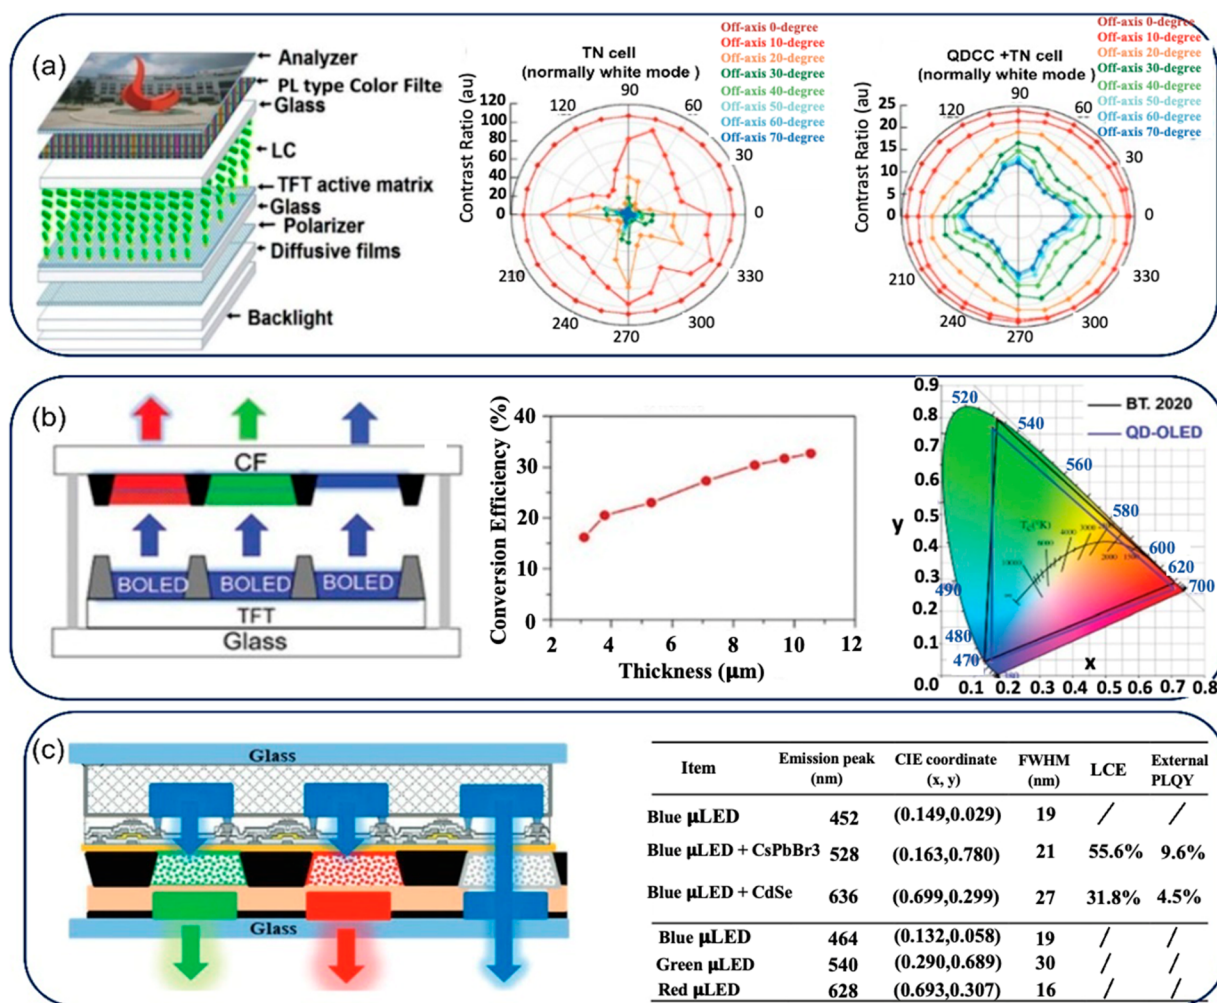 (a)
Analyzer
PL type Color Filte
Glass
LC
TFT active matrix
Glass
Polarizer
Diffusive films
Backlight
TN cell
(normally white mode )
Off-axis 0-degree
Off-axis 10-degree
Off-axis 20-degree
Off-axis 30-degree
Off-axis 40-degree
Off-axis 50-degree
Off-axis 60-degree
Off-axis 70-degree
Contrast Ratio (au)
120
100
80
60
40
20
0
120
90
60
30
0
330
300
270
240
210
QDCC +TN cell
(normally white mode )
Off-axis 0-degree
Off-axis 10-degree
Off-axis 20-degree
Off-axis 30-degree
Off-axis 40-degree
Off-axis 50-degree
Off-axis 60-degree
Off-axis 70-degree
Contrast Ratio (au)
25
20
15
10
5
0
120
90
60
30
0
330
300
270
240
210
(b)
CF
BOLED BOLED BOLED
TFT
Glass
Conversion Efficiency (%)
40
30
20
10
0
2 4 6 8 10 12
Thickness (μm)
BT. 2020
QD-OLED
y
0.9
0.8
0.7
0.6
0.5
0.4
0.3
0.2
0.1
0.0 0.1 0.2 0.3 0.4 0.5 0.6 0.7 0.8
x
520
540
560
580
600
620
700
490
480
470
Tc(°K)
4000
2000
(c)
Glass
Glass
Item Emission peak (nm) CIE coordinate (x, y) FWHM (nm) LCE External PLQY
Blue μLED 452 (0.149,0.029) 19 / /
Blue μLED + CsPbBr3 528 (0.163,0.780) 21 55.6% 9.6%
Blue μLED + CdSe 636 (0.699,0.299) 27 31.8% 4.5%
Blue μLED 464 (0.132,0.058) 19 / /
Green μLED 540 (0.290,0.689) 30 / /
Red μLED 628 (0.693,0.307) 16 / /